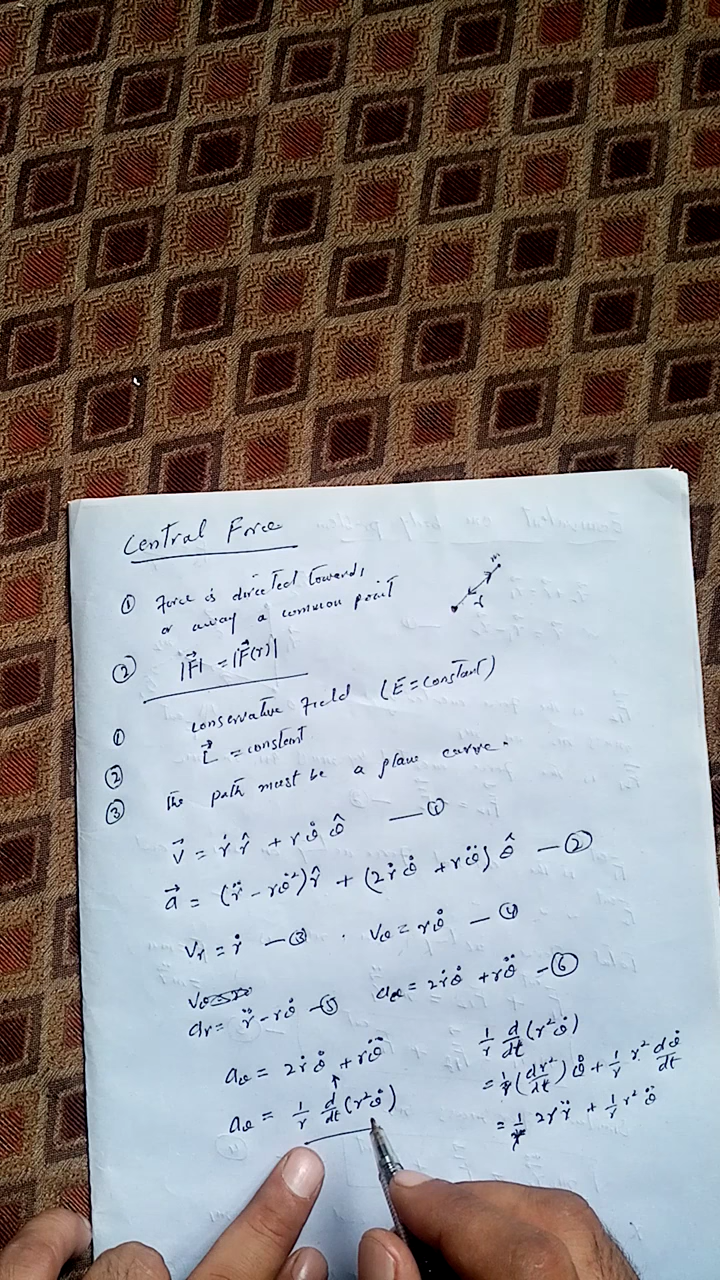 Central Force
① Force is directed towards
or away a common point
m
r
② |F⃗| = |F⃗(r)|
① conservative field (E = constant)
② L⃗ = constant
③ The path must be a plane curve.
v⃗ = ṙ r̂ + r θ̇ θ̂ — ①
a⃗ = (r̈ - rθ̇²) r̂ + (2ṙθ̇ + rθ̈) θ̂ — ②
Vr = ṙ — ③ . Vθ = rθ̇ — ④
ar = r̈ - rθ̇ — ⑤ aθ = 2ṙθ̇ + rθ̈ — ⑥
aθ = 2ṙθ̇ + rθ̈
aθ = 1/r d/dt (r²θ̇)
1/r d/dt (r²θ̇)
= 1/r (dr²/dt) θ̇ + 1/r r² dθ̇/dt
= 1/r 2rr̈ + 1/r r² θ̈